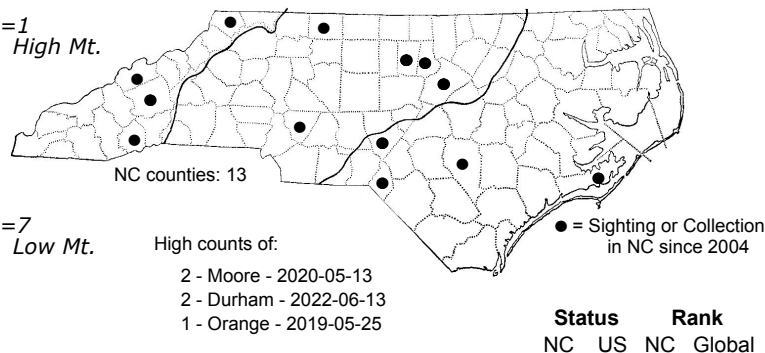 =1
High Mt.
NC counties: 13
=7
Low Mt.
High counts of:
2 - Moore - 2020-05-13
2 - Durham - 2022-06-13
1 - Orange - 2019-05-25
● = Sighting or Collection
in NC since 2004
Status Rank
NC US NC Global